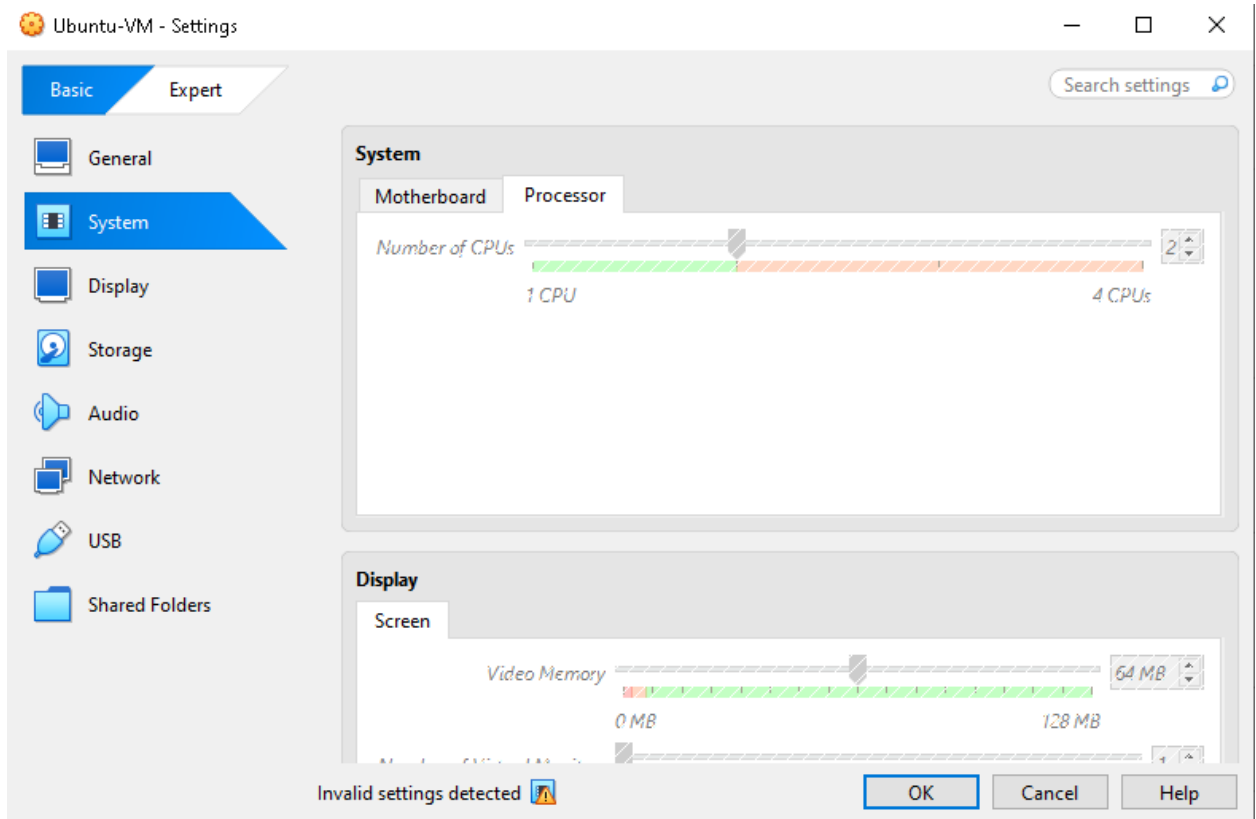 Ubuntu-VM - Settings
Basic Expert Search settings
General
System
Display
Storage
Audio
Network
USB
Shared Folders
System
Motherboard Processor
Number of CPUs 2
1 CPU 4 CPUs
Display
Screen
Video Memory 64 MB
0 MB 128 MB
Invalid settings detected OK Cancel Help